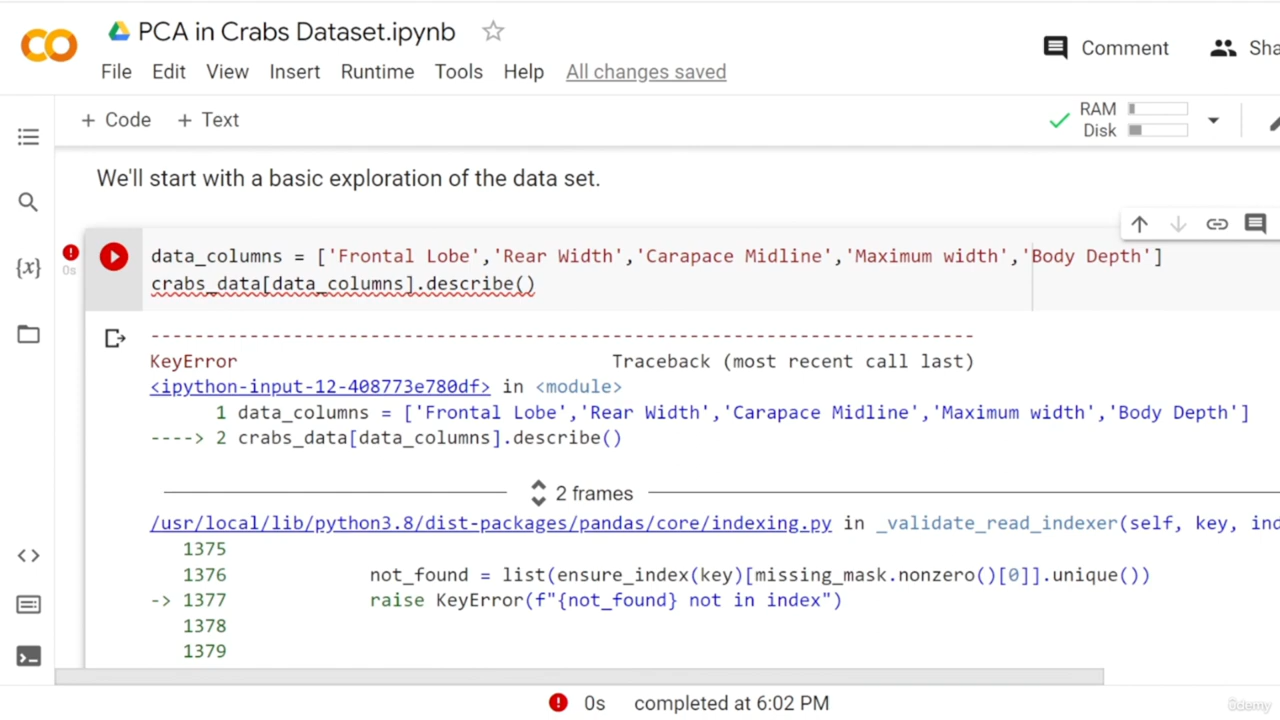 PCA in Crabs Dataset.ipynb
Comment
File Edit View Insert Runtime Tools Help All changes saved
+ Code + Text
RAM
Disk
We'll start with a basic exploration of the data set.
{x}
0s
data_columns = ['Frontal Lobe','Rear Width','Carapace Midline','Maximum width','Body Depth']
crabs_data[data_columns].describe()
---------------------------------------------------------------------------
KeyError Traceback (most recent call last)
<ipython-input-12-408773e780df> in <module>
1 data_columns = ['Frontal Lobe','Rear Width','Carapace Midline','Maximum width','Body Depth']
----> 2 crabs_data[data_columns].describe()
2 frames
/usr/local/lib/python3.8/dist-packages/pandas/core/indexing.py in _validate_read_indexer(self, key, ind
1375
1376 not_found = list(ensure_index(key)[missing_mask.nonzero()[0]].unique())
-> 1377 raise KeyError(f"{not_found} not in index")
1378
1379
0s completed at 6:02 PM
ûdemy